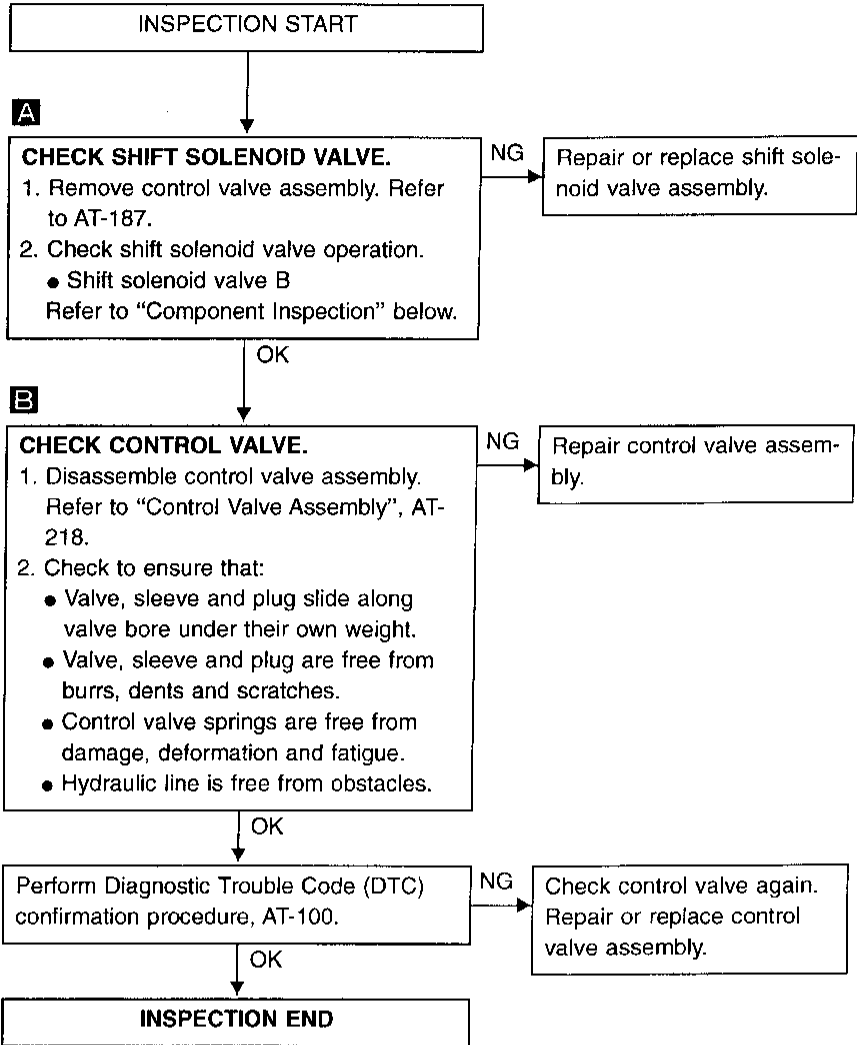 INSPECTION START
A
CHECK SHIFT SOLENOID VALVE.
1. Remove control valve assembly. Refer
to AT-187.
2. Check shift solenoid valve operation.
● Shift solenoid valve B
Refer to “Component Inspection” below.
NG
Repair or replace shift sole-
noid valve assembly.
OK
B
CHECK CONTROL VALVE.
1. Disassemble control valve assembly.
Refer to “Control Valve Assembly”, AT-
218.
2. Check to ensure that:
● Valve, sleeve and plug slide along
valve bore under their own weight.
● Valve, sleeve and plug are free from
burrs, dents and scratches.
● Control valve springs are free from
damage, deformation and fatigue.
● Hydraulic line is free from obstacles.
NG
Repair control valve assem-
bly.
OK
Perform Diagnostic Trouble Code (DTC)
confirmation procedure, AT-100.
NG
Check control valve again.
Repair or replace control
valve assembly.
OK
INSPECTION END